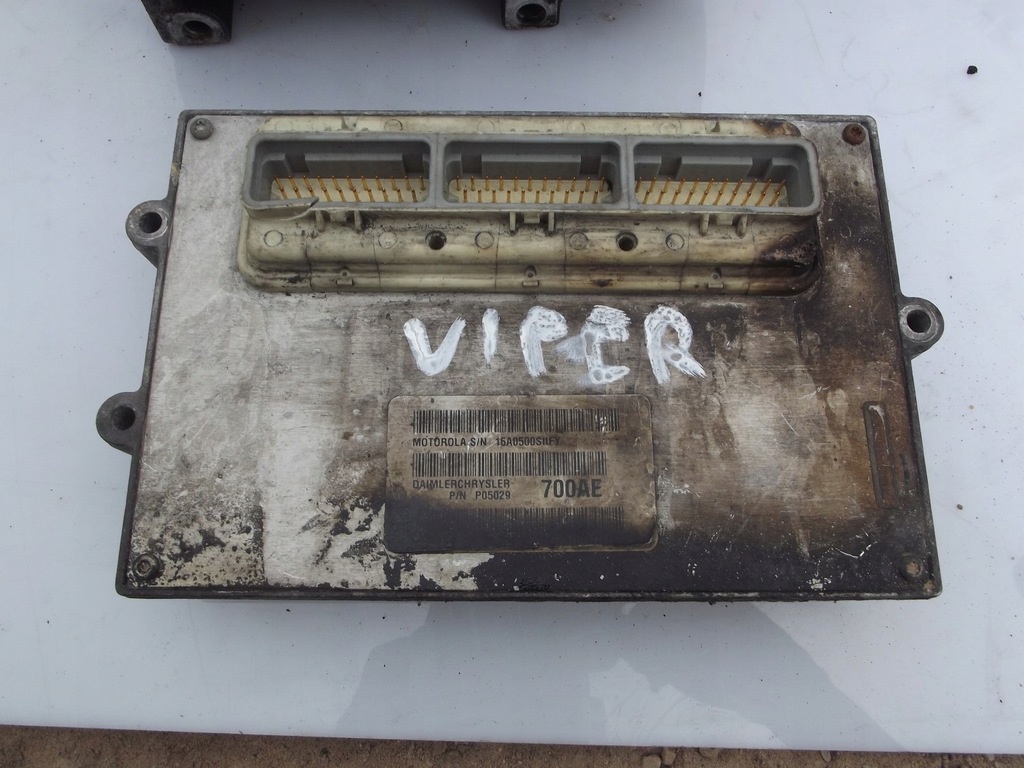 VIPER
MOTOROLA S/N 16A0500SIIFY
DAIMLERCHRYSLER 700AE
P/N P05029